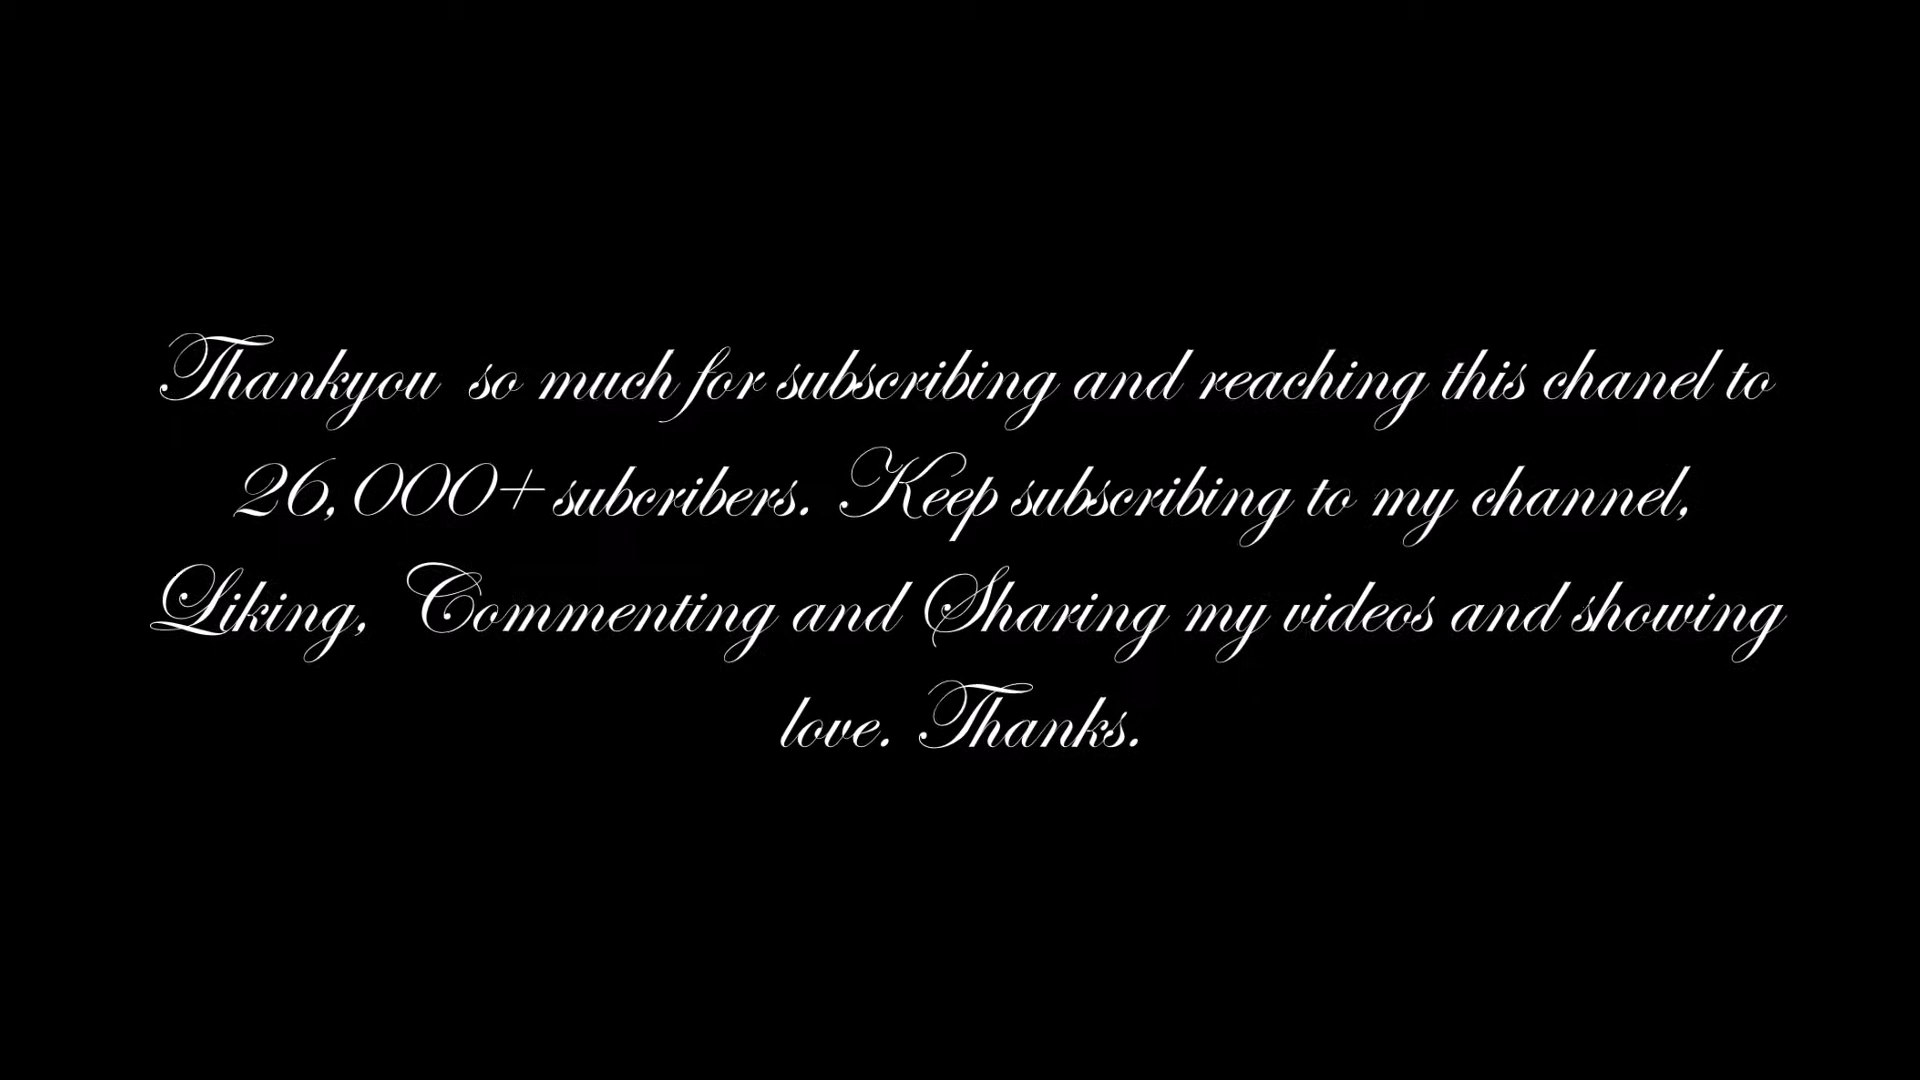 Thankyou so much for subscribing and reaching this chanel to
26,000+ subcribers. Keep subscribing to my channel,
Liking, Commenting and Sharing my videos and showing
love. Thanks.